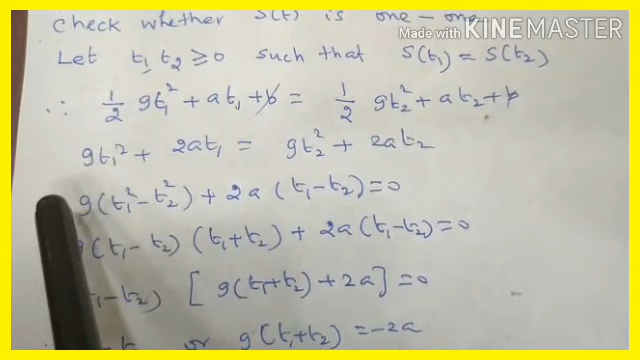 check whether S(t) is one - one
Made with KINEMASTER
Let t₁ t₂ ≥ 0 such that S(t₁) = S(t₂)
∴ 1/2 gt₁² + at₁ + b = 1/2 gt₂² + at₂ + b
gt₁² + 2at₁ = gt₂² + 2at₂
g(t₁² - t₂²) + 2a (t₁ - t₂) = 0
(t₁ - t₂) (t₁ + t₂) + 2a (t₁ - t₂) = 0
- t₂) [ g(t₁ + t₂) + 2a ] = 0
or g(t₁ + t₂) = -2a